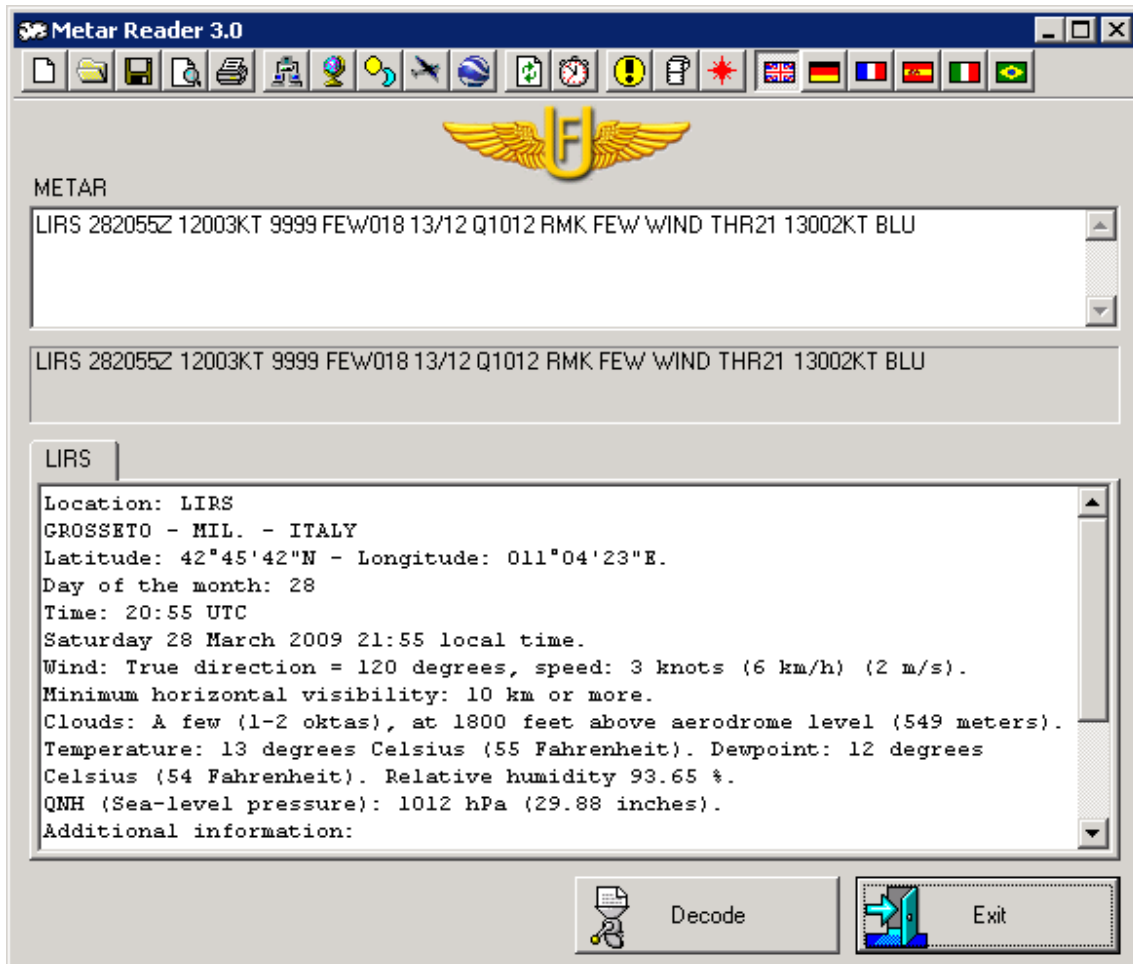 Metar Reader 3.0
METAR
LIRS 282055Z 12003KT 9999 FEW018 13/12 Q1012 RMK FEW WIND THR21 13002KT BLU
LIRS 282055Z 12003KT 9999 FEW018 13/12 Q1012 RMK FEW WIND THR21 13002KT BLU
LIRS
Location: LIRS
GROSSETO - MIL. - ITALY
Latitude: 42°45'42"N - Longitude: 011°04'23"E.
Day of the month: 28
Time: 20:55 UTC
Saturday 28 March 2009 21:55 local time.
Wind: True direction = 120 degrees, speed: 3 knots (6 km/h) (2 m/s).
Minimum horizontal visibility: 10 km or more.
Clouds: A few (1-2 oktas), at 1800 feet above aerodrome level (549 meters).
Temperature: 13 degrees Celsius (55 Fahrenheit). Dewpoint: 12 degrees
Celsius (54 Fahrenheit). Relative humidity 93.65 %.
QNH (Sea-level pressure): 1012 hPa (29.88 inches).
Additional information:
Decode
Exit